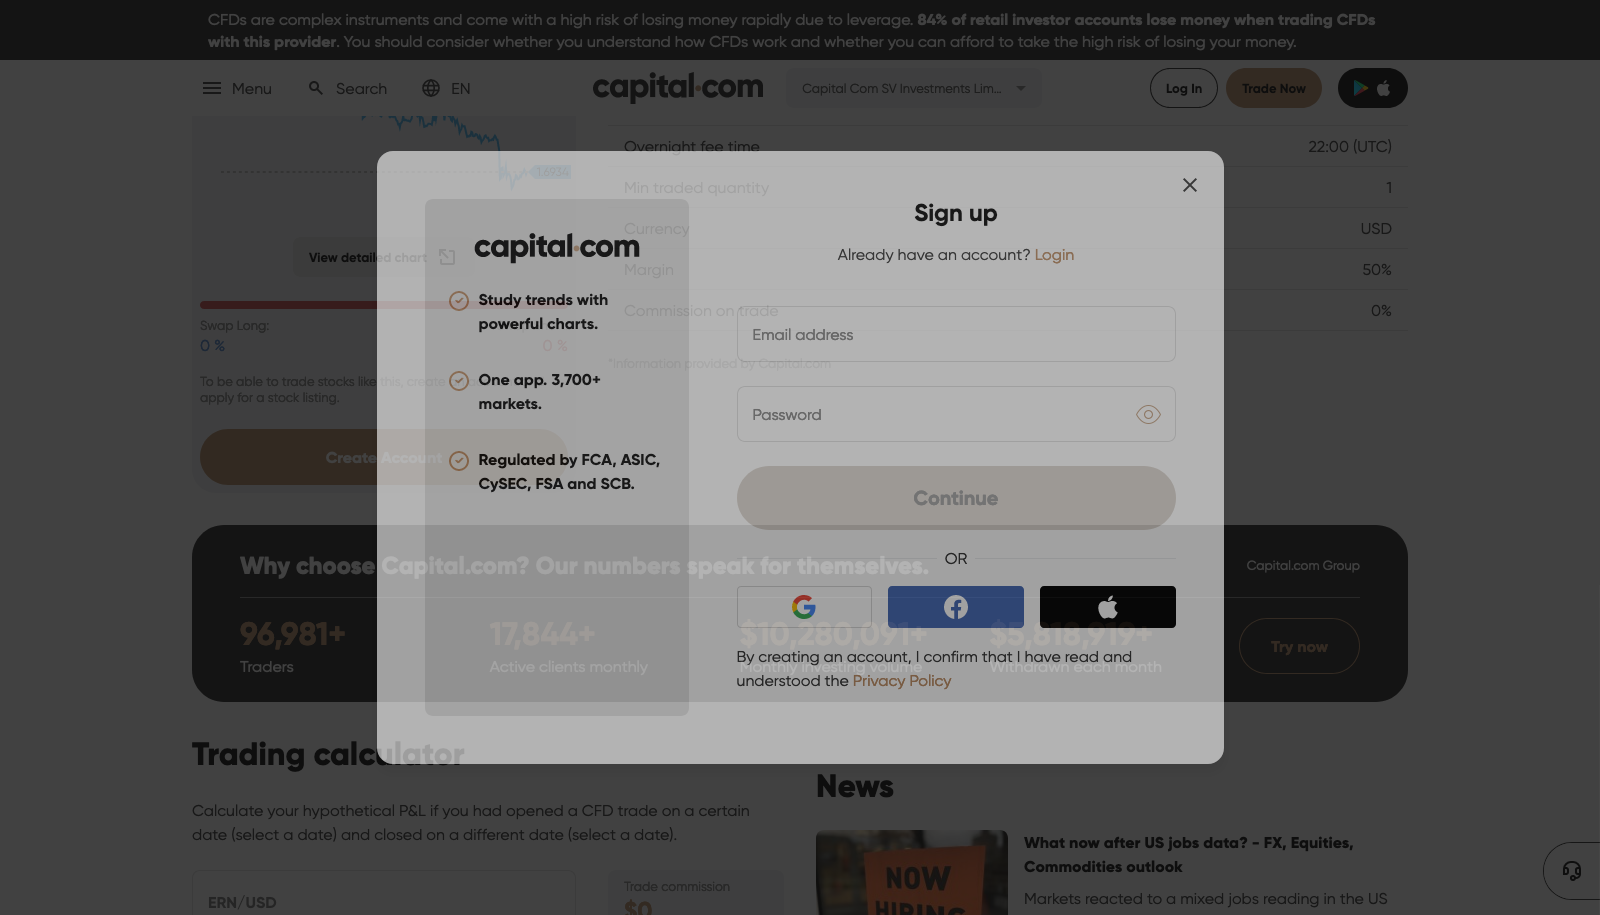 CFDs are complex instruments and come with a high risk of losing money rapidly due to leverage. 84% of retail investor accounts lose money when trading CFDs
with this provider. You should consider whether you understand how CFDs work and whether you can afford to take the high risk of losing your money.
Menu
Search
EN
capital.com
Capital Com SV Investments Lim...
Log In
Trade Now
1.6934
View detailed chart
Swap Long:
0 %
0 %
To be able to trade stocks like this, create
apply for a stock listing.
Create Account
Overnight fee time 22:00 (UTC)
Min traded quantity 1
Currency USD
Margin 50%
Commission on trade 0%
*Information provided by Capital.com
capital.com
Study trends with
powerful charts.
One app. 3,700+
markets.
Regulated by FCA, ASIC,
CySEC, FSA and SCB.
Sign up
Already have an account? Login
Email address
Password
Continue
OR
By creating an account, I confirm that I have read and
understood the Privacy Policy
Why choose Capital.com? Our numbers speak for themselves.
Capital.com Group
96,981+
Traders
17,844+
Active clients monthly
$10,280,091+
Monthly investing volume
$5,818,919+
Withdrawn each month
Try now
Trading calculator
Calculate your hypothetical P&L if you had opened a CFD trade on a certain
date (select a date) and closed on a different date (select a date).
ERN/USD
Trade commission
$0
News
NOW
HIRING
What now after US jobs data? - FX, Equities,
Commodities outlook
Markets reacted to a mixed jobs reading in the US